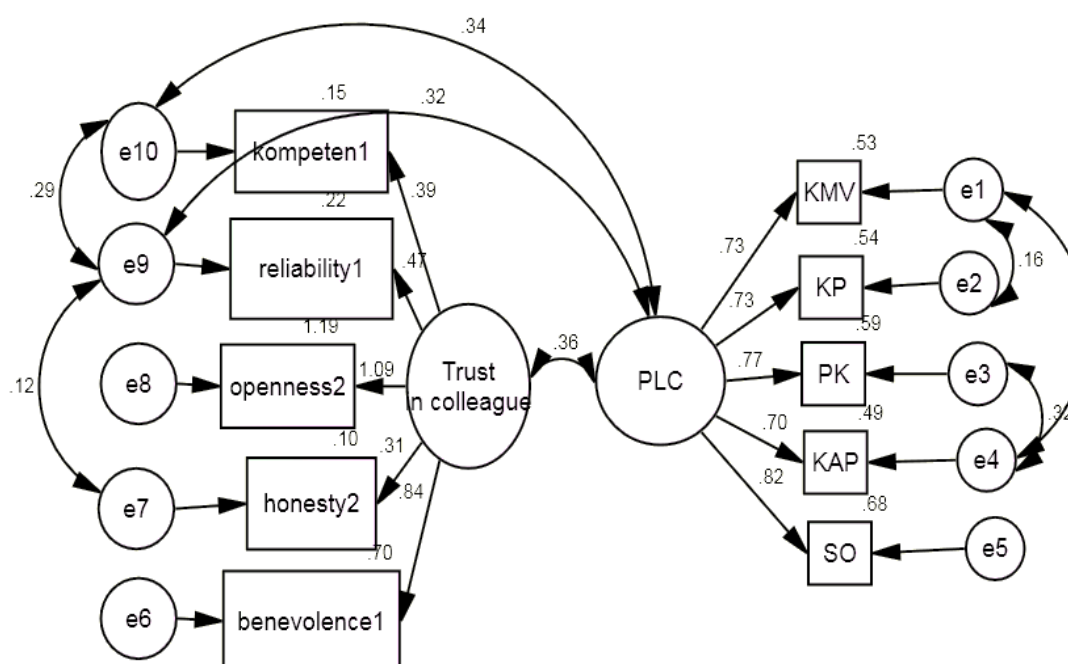 .34
.15
.32
e10
kompeten1
.29
.39
.22
e9
reliability1
.47
1.19
.12
e8
openness2
1.09
.10
.31
e7
honesty2
.84
.70
e6
benevolence1
Trust
in colleague
.36
PLC
.53
KMV
e1
.73
.54
.16
KP
e2
.73
.59
.77
PK
e3
.49
.70
KAP
e4
.32
.82
.68
SO
e5